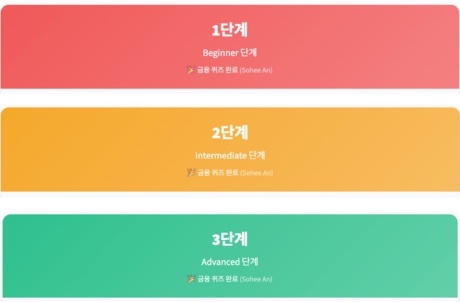 1단계
Beginner 단계
🎉 금융 퀴즈 완료 (Sohee An)
2단계
Intermediate 단계
🎉 금융 퀴즈 완료 (Sohee An)
3단계
Advanced 단계
🎉 금융 퀴즈 완료 (Sohee An)